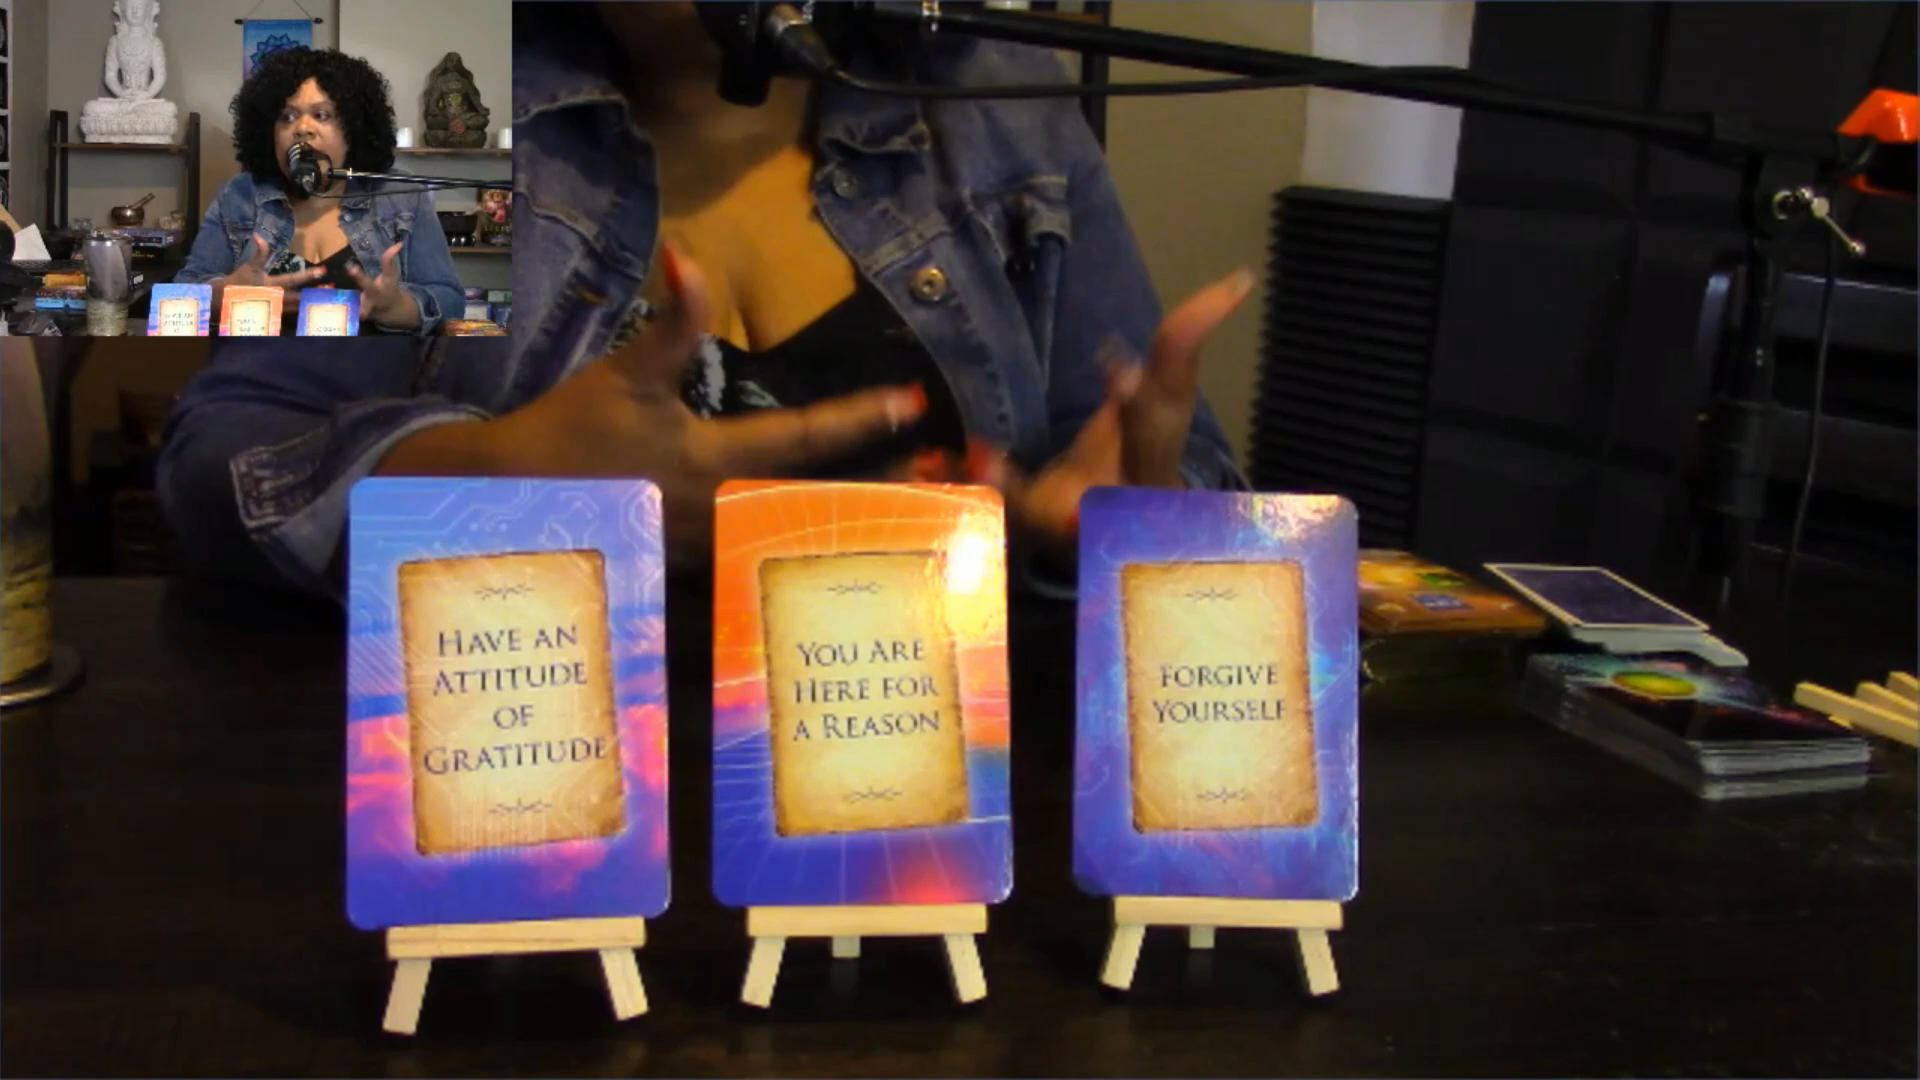 HAVE AN
ATTITUDE
OF
GRATITUDE
YOU ARE
HERE FOR
A REASON
FORGIVE
YOURSELF